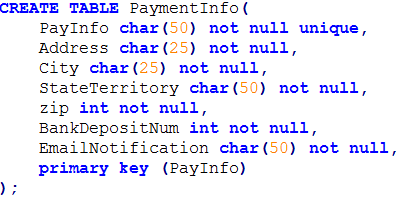 CREATE TABLE PaymentInfo(
PayInfo char(50) not null unique,
Address char(25) not null,
City char(25) not null,
StateTerritory char(50) not null,
zip int not null,
BankDepositNum int not null,
EmailNotification char(50) not null,
primary key (PayInfo)
);